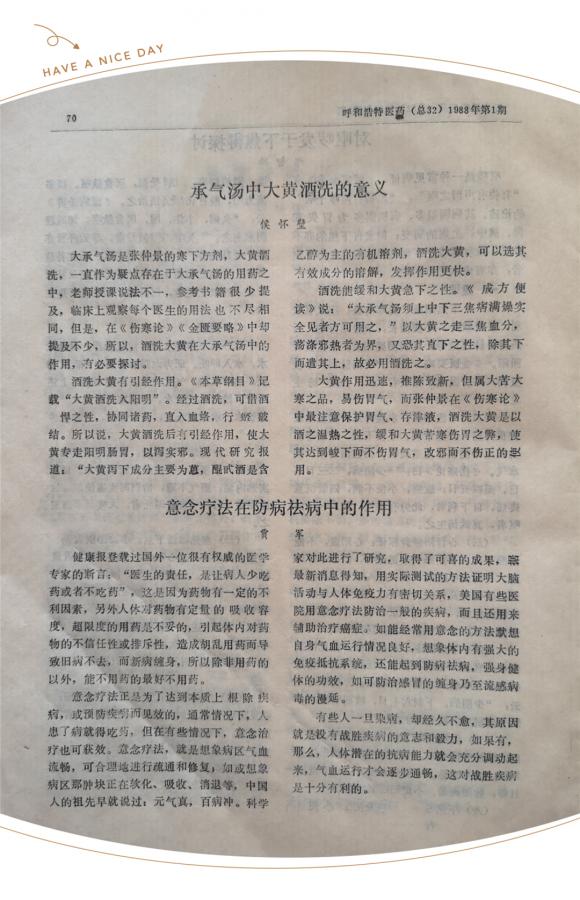 HAVE A NICE DAY
70
呼和浩特医药（总32）1988年第1期
承气汤中大黄酒洗的意义
侯怀壁
大承气汤是张仲景的寒下方剂，大黄酒
洗，一直作为疑点存在于大承气汤的用药之
中，老师授课说法不一，参考书籍很少提
及，临床上观察每个医生的用法也不尽相
同，但是，在《伤寒论》《金匮要略》中却
提及不少。所以，酒洗大黄在大承气汤中的
作用，有必要探讨。
酒洗大黄有引经作用。《本草纲目》记
载“大黄酒洗入阳明”。经过酒洗，可借酒
悍之性，协同诸药，直入血络，行瘀破
结。所以说，大黄酒洗后有引经作用，使大
黄专走阳明肠胃，以泻实邪。现代研究报
道：“大黄泻下成分主要为蒽，醌甙酒是含
乙醇为主的有机溶剂，酒洗大黄，可以选其
有效成分的溶解，发挥作用更快。
酒洗能缓和大黄急下之性。《成方便
读》说：“大承气汤须上中下三焦痞满燥实
全见者方可用之，”以大黄之走三焦血分，
荡涤邪热者为界，又恐其直下之性，除其下
而遗其上，故必用酒洗之。
大黄作用迅速，推陈致新，但属大苦大
寒之品，易伤胃气，而张仲景在《伤寒论》
中最注意保护胃气、存津液，酒洗大黄是以
酒之温热之性，缓和大黄苦寒伤胃之弊，使
其达到峻下而不伤胃气，改邪而不伤正的
用。
意念疗法在防病祛病中的作用
贾军
健康报登载过国外一位很有权威的医学
专家的断言：“医生的责任，是让病人少吃
药或者不吃药”，这是因为药物有一定的不
利因素，另外人体对药物有定量的吸收容
度，超限度的用药是不妥的，引起体内对药
物的不信任性或排斥性，造成胡乱用药而导
致旧病不去，而新病缠身，所以除非用药的
以外，能不用药的最好不用药。
意念疗法正是为了达到本质上根除疾
病，或预防疾病而见效的，通常情况下，人
患了病就得吃药，但在有些情况下，意念治
疗也可获效。意念疗法，就是想象病区气血
流畅，可合理地进行疏通和修复；如或想象
病区那肿块正在软化、吸收、消退等，中国
人的祖先早就说过：元气真，百病冲。科学
家对此进行了研究，取得了可喜的成果，据
最新消息得知，用实际测试的方法证明大脑
活动与人体免疫力有密切关系，美国有些医
院用意念疗法防治一般的疾病，而且还用来
辅助治疗癌症。如能经常用意念的方法默想
自身气血运行情况良好，想象体内有强大的
免疫抵抗系统，还能起到防病祛病，强身健
体的功效，如可防治感冒的缠身乃至流感病
毒的漫延。
有些人一旦染病，却经久不愈，其原因
就是没有战胜疾病的意志和毅力，如果有，
那么，人体潜在的抗病能力就会充分调动起
来，气血运行才会逐步通畅，这对战胜疾病
是十分有利的。